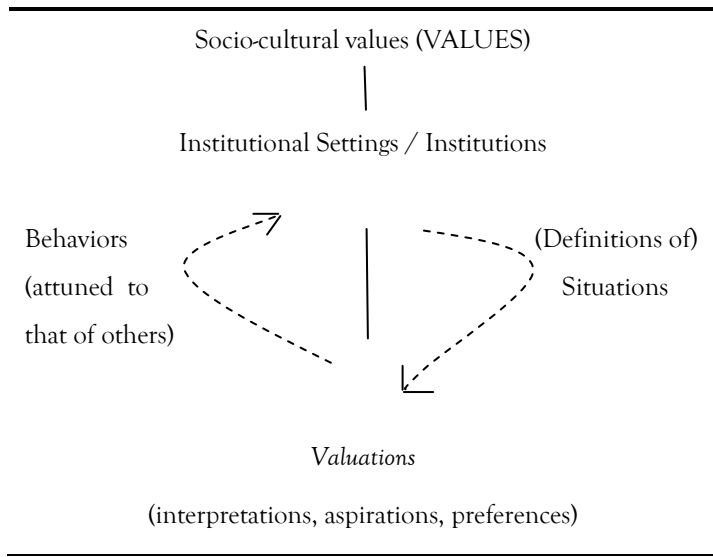 Socio-cultural values (VALUES)
Institutional Settings / Institutions
Behaviors
(attuned to
that of others)
(Definitions of)
Situations
Valuations
(interpretations, aspirations, preferences)